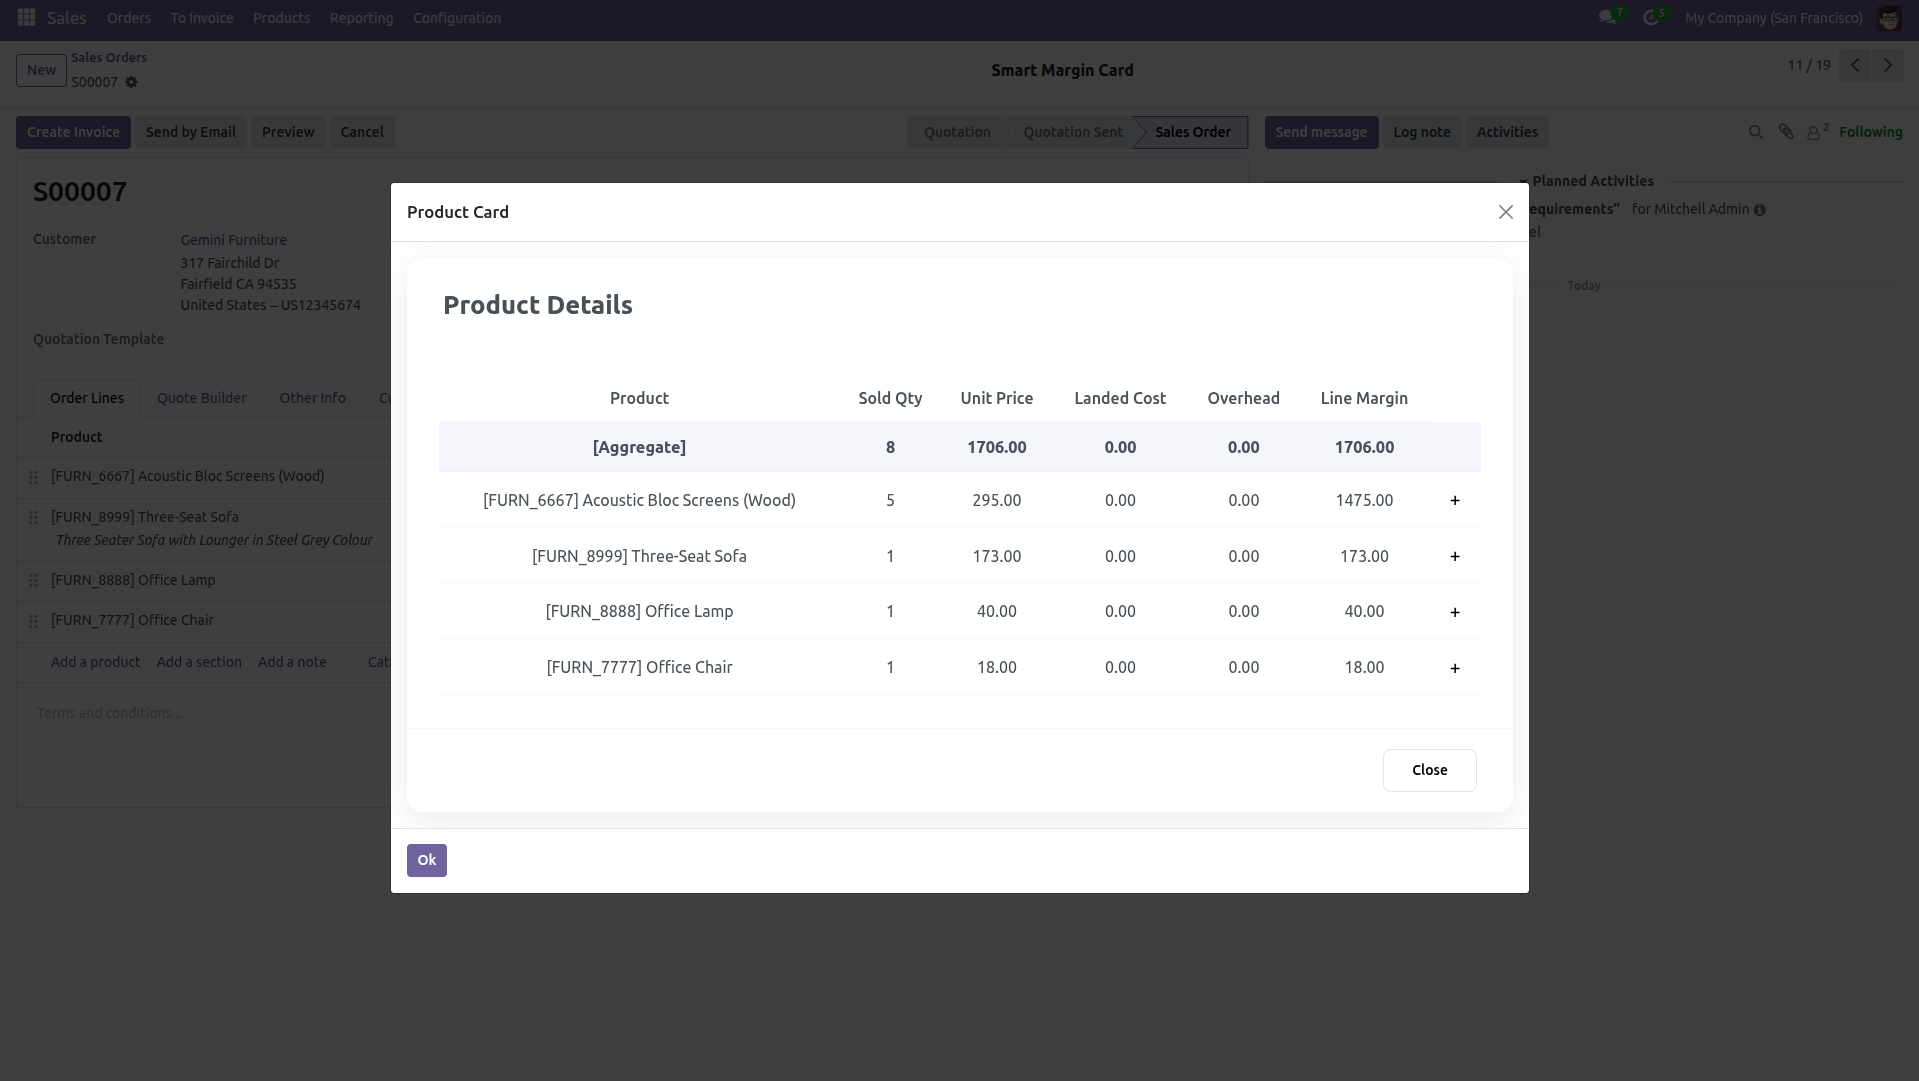 Sales Orders To Invoice Products Reporting Configuration 7 5 My Company (San Francisco)
New Sales Orders
S00007
Smart Margin Card
11 / 19
Create Invoice Send by Email Preview Cancel Quotation Quotation Sent Sales Order Send message Log note Activities 2 Following
S00007
Planned Activities
equirements” for Mitchell Admin
el
Today
Customer Gemini Furniture
317 Fairchild Dr
Fairfield CA 94535
United States – US12345674
Quotation Template
Order Lines Quote Builder Other Info Cu
Product
[FURN_6667] Acoustic Bloc Screens (Wood)
[FURN_8999] Three-Seat Sofa
Three Seater Sofa with Lounger in Steel Grey Colour
[FURN_8888] Office Lamp
[FURN_7777] Office Chair
Add a product Add a section Add a note Cat
Terms and conditions...
Product Card
Product Details
Product Sold Qty Unit Price Landed Cost Overhead Line Margin
[Aggregate] 8 1706.00 0.00 0.00 1706.00
[FURN_6667] Acoustic Bloc Screens (Wood) 5 295.00 0.00 0.00 1475.00 +
[FURN_8999] Three-Seat Sofa 1 173.00 0.00 0.00 173.00 +
[FURN_8888] Office Lamp 1 40.00 0.00 0.00 40.00 +
[FURN_7777] Office Chair 1 18.00 0.00 0.00 18.00 +
Close
Ok